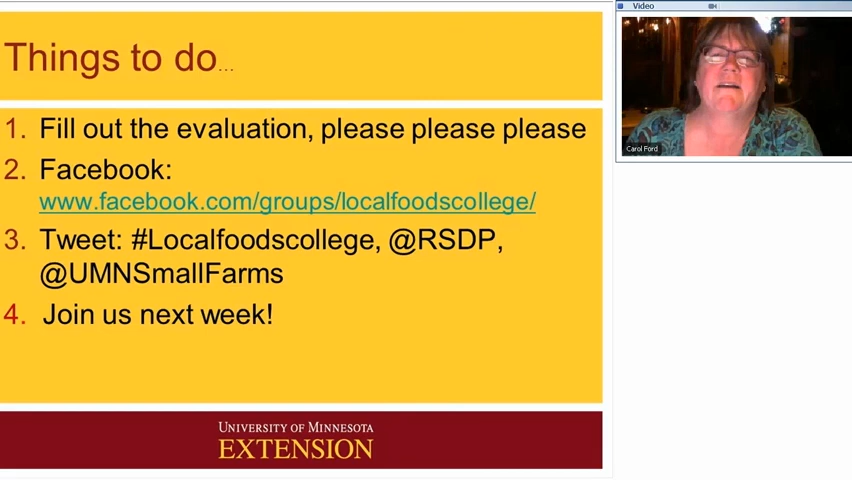 Things to do...
1. Fill out the evaluation, please please please
2. Facebook:
www.facebook.com/groups/localfoodscollege/
3. Tweet: #Localfoodscollege, @RSDP,
@UMNSmallFarms
4. Join us next week!
UNIVERSITY OF MINNESOTA
EXTENSION
Video
Carol Ford